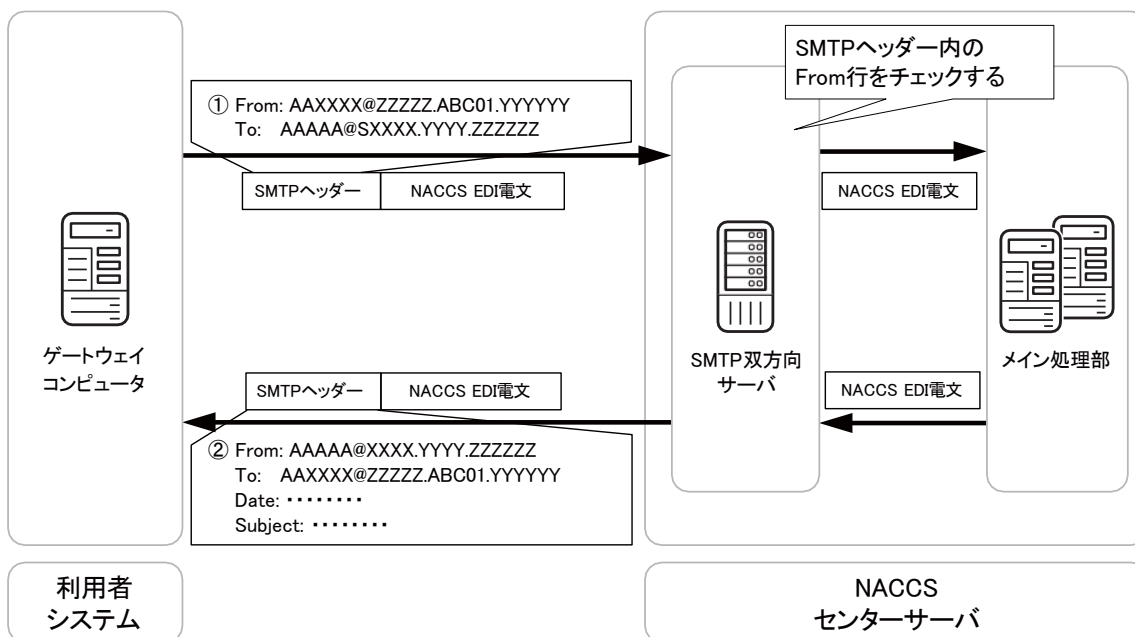 SMTPヘッダー内の
From行をチェックする
① From: AAXXXX@ZZZZZ.ABC01.YYYYYY
To: AAAAA@SXXXX.YYYY.ZZZZZZ
SMTPヘッダー
NACCS EDI電文
NACCS EDI電文
ゲートウェイ
コンピュータ
SMTP双方向
サーバ
メイン処理部
SMTPヘッダー
NACCS EDI電文
NACCS EDI電文
② From: AAAAA@XXXX.YYYY.ZZZZZZ
To: AAXXXX@ZZZZZ.ABC01.YYYYYY
Date: ・・・・・・・・
Subject: ・・・・・・・・
利用者
システム
NACCS
センターサーバ